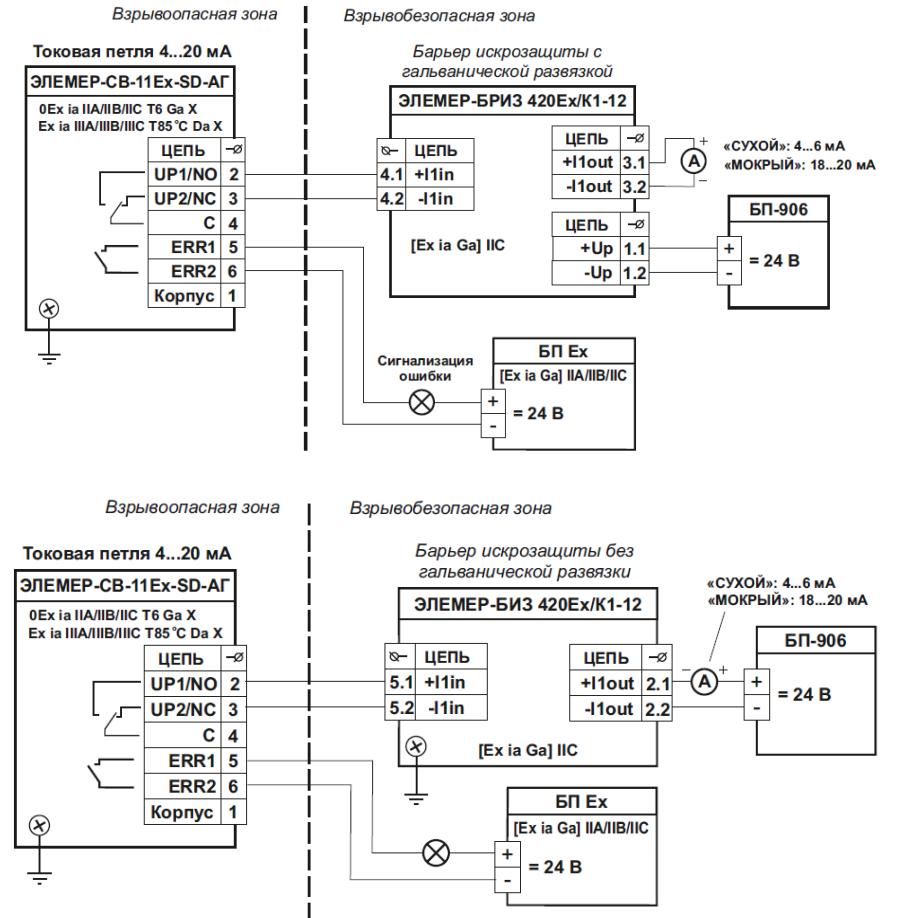 Взрывоопасная зона
Взрывобезопасная зона
Токовая петля 4...20 мА
ЭЛЕМЕР-СВ-11Ex-SD-АГ
0Ex ia IIA/IIB/IIC T6 Ga X
Ex ia IIIA/IIIB/IIIC T85˚C Da X
ЦЕПЬ
UP1/NO 2
UP2/NC 3
C 4
ERR1 5
ERR2 6
Корпус 1
Барьер искрозащиты с
гальванической развязкой
ЭЛЕМЕР-БРИЗ 420Ex/К1-12
ЦЕПЬ
4.1 +I1in
4.2 -I1in
[Ex ia Ga] IIC
ЦЕПЬ
+I1out 3.1
-I1out 3.2
ЦЕПЬ
+Up 1.1
-Up 1.2
+
A
–
«СУХОЙ»: 4...6 мА
«МОКРЫЙ»: 18...20 мА
БП-906
+
-
= 24 В
Сигнализация
ошибки
БП Ex
[Ex ia Ga] IIA/IIB/IIC
+
-
= 24 В
Взрывоопасная зона
Взрывобезопасная зона
Токовая петля 4...20 мА
ЭЛЕМЕР-СВ-11Ex-SD-АГ
0Ex ia IIA/IIB/IIC T6 Ga X
Ex ia IIIA/IIIB/IIIC T85˚C Da X
ЦЕПЬ
UP1/NO 2
UP2/NC 3
C 4
ERR1 5
ERR2 6
Корпус 1
Барьер искрозащиты без
гальванической развязки
ЭЛЕМЕР-БИЗ 420Ex/К1-12
ЦЕПЬ
5.1 +I1in
5.2 -I1in
[Ex ia Ga] IIC
ЦЕПЬ
+I1out 2.1
-I1out 2.2
«СУХОЙ»: 4...6 мА
«МОКРЫЙ»: 18...20 мА
– A +
БП-906
+
-
= 24 В
БП Ex
[Ex ia Ga] IIA/IIB/IIC
+
-
= 24 В